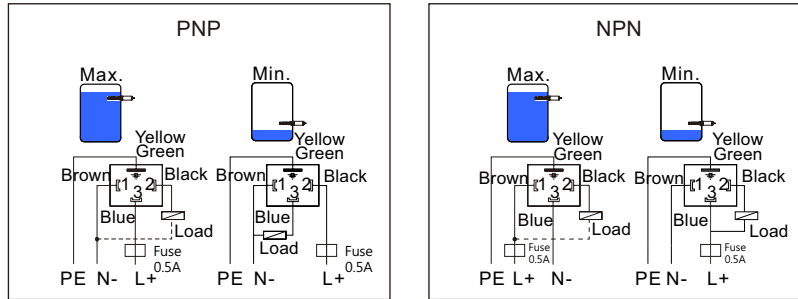 PNP
Max.
Min.
Yellow
Green
Brown
Black
1 2
3
Blue
Load
Fuse
0.5A
PE N- L+
Yellow
Green
Brown
Black
1 2
3
Blue
Load
Fuse
0.5A
PE N- L+
NPN
Max.
Min.
Yellow
Green
Brown
Black
1 2
3
Blue
Load
Fuse
0.5A
PE L+ N-
Yellow
Green
Brown
Black
1 2
3
Blue
Load
Fuse
0.5A
PE N- L+